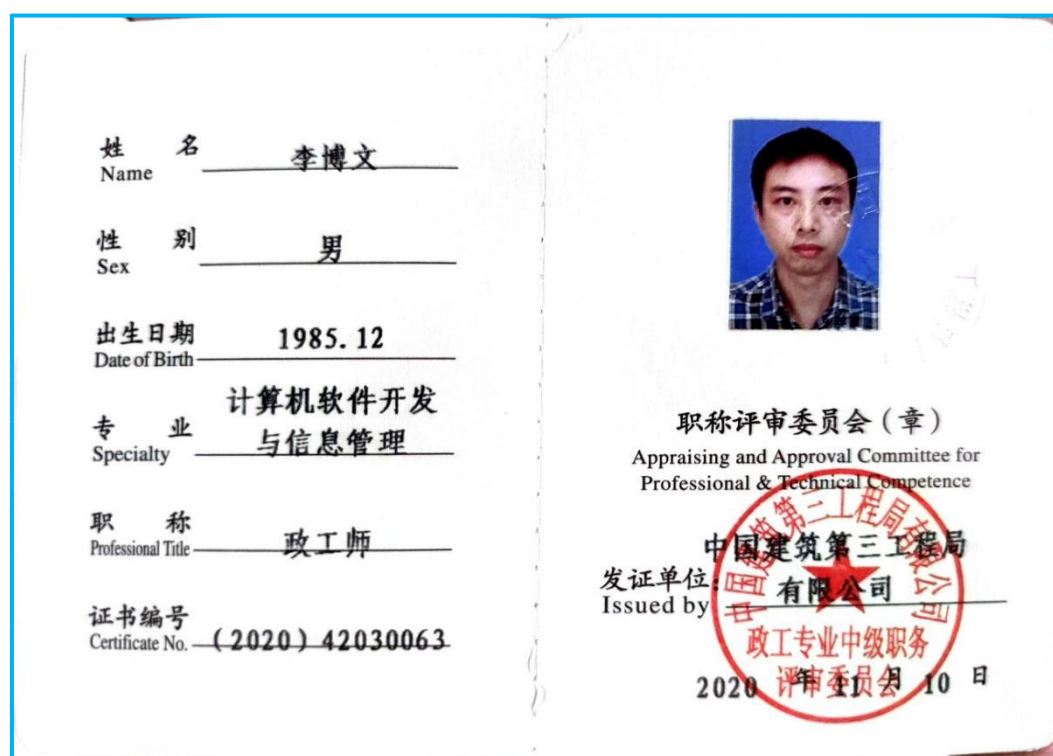 姓 名
Name
李博文
性 别
Sex
男
出生日期
Date of Birth
1985.12
专 业
Specialty
计算机软件开发
与信息管理
职 称
Professional Title
政工师
证书编号
Certificate No.
(2020)42030063
职称评审委员会(章)
Appraising and Approval Committee for
Professional & Technical Competence
发证单位:
Issued by
中国建筑第三工程局
有限公司
2020 年 11 月 10 日
中国建筑第三工程局有限公司
政工专业中级职务
评审委员会